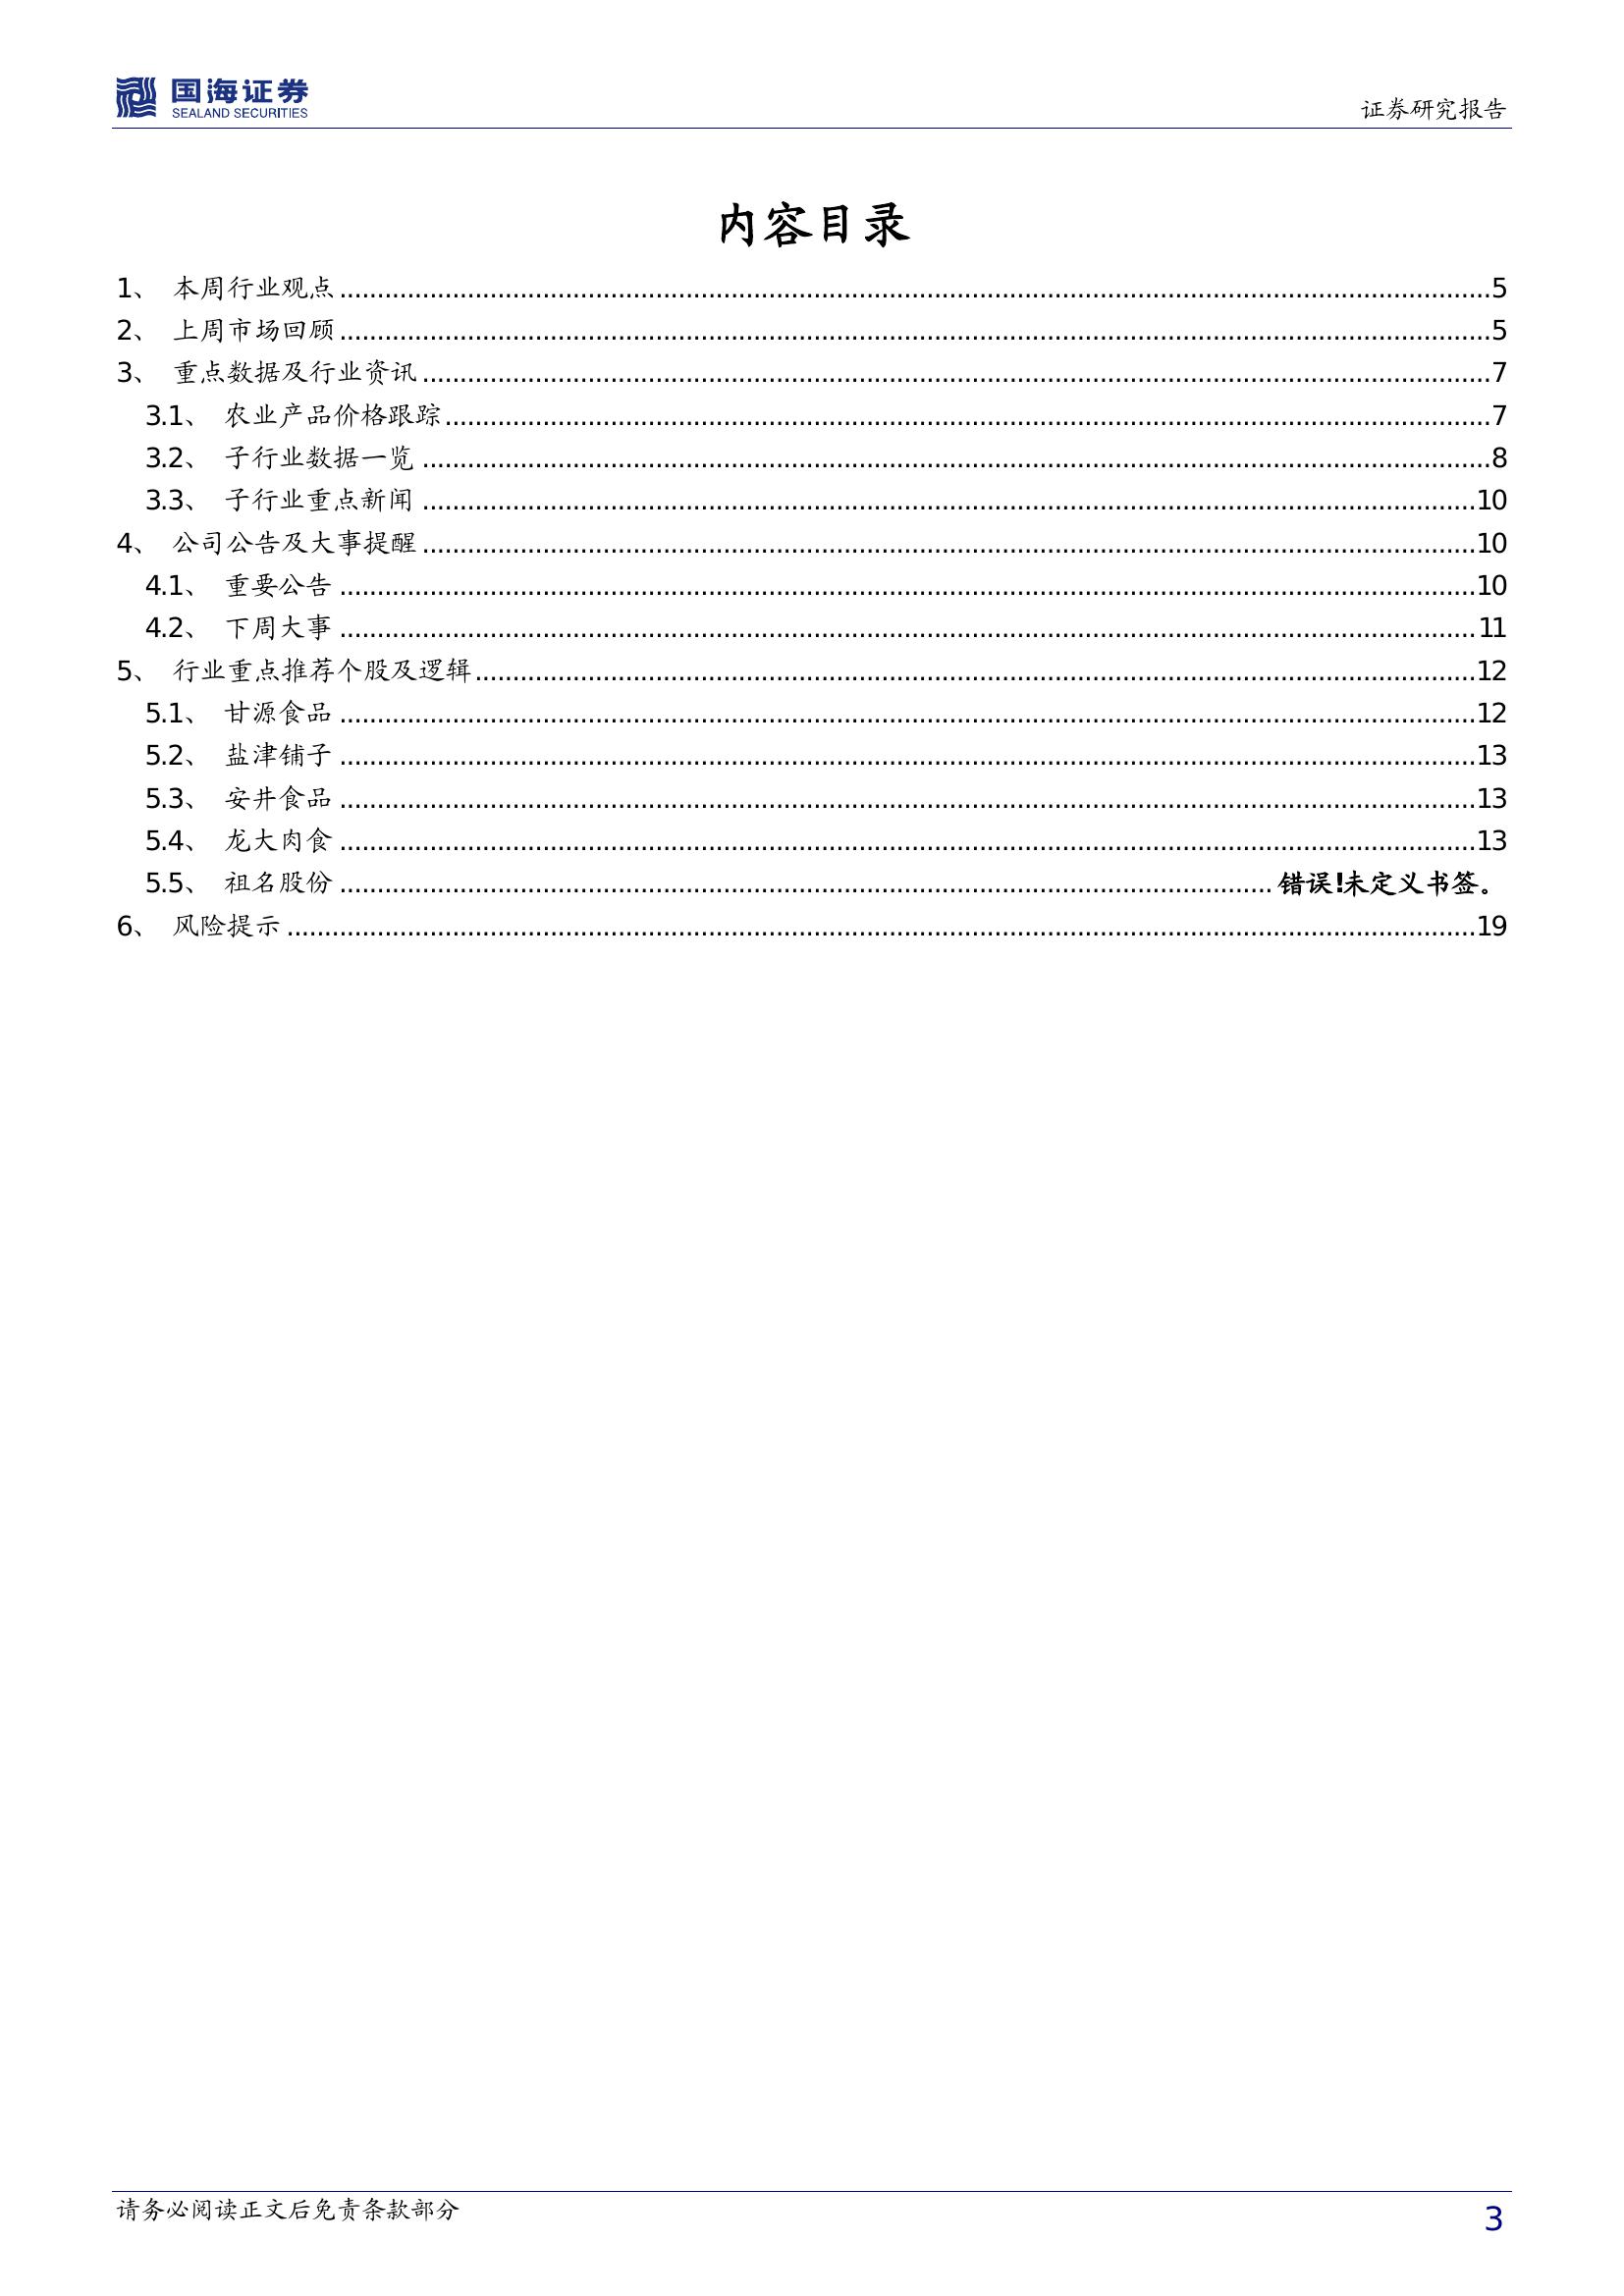 国海证券
SEALAND SECURITIES
证券研究报告
内容目录
1、 本周行业观点........................................5
2、 上周市场回顾........................................5
3、 重点数据及行业资讯........................................7
3.1、 农业产品价格跟踪........................................7
3.2、 子行业数据一览........................................8
3.3、 子行业重点新闻........................................10
4、 公司公告及大事提醒........................................10
4.1、 重要公告........................................10
4.2、 下周大事........................................11
5、 行业重点推荐个股及逻辑........................................12
5.1、 甘源食品........................................12
5.2、 盐津铺子........................................13
5.3、 安井食品........................................13
5.4、 龙大肉食........................................13
5.5、 祖名股份........................................错误!未定义书签。
6、 风险提示........................................19
请务必阅读正文后免责条款部分
3